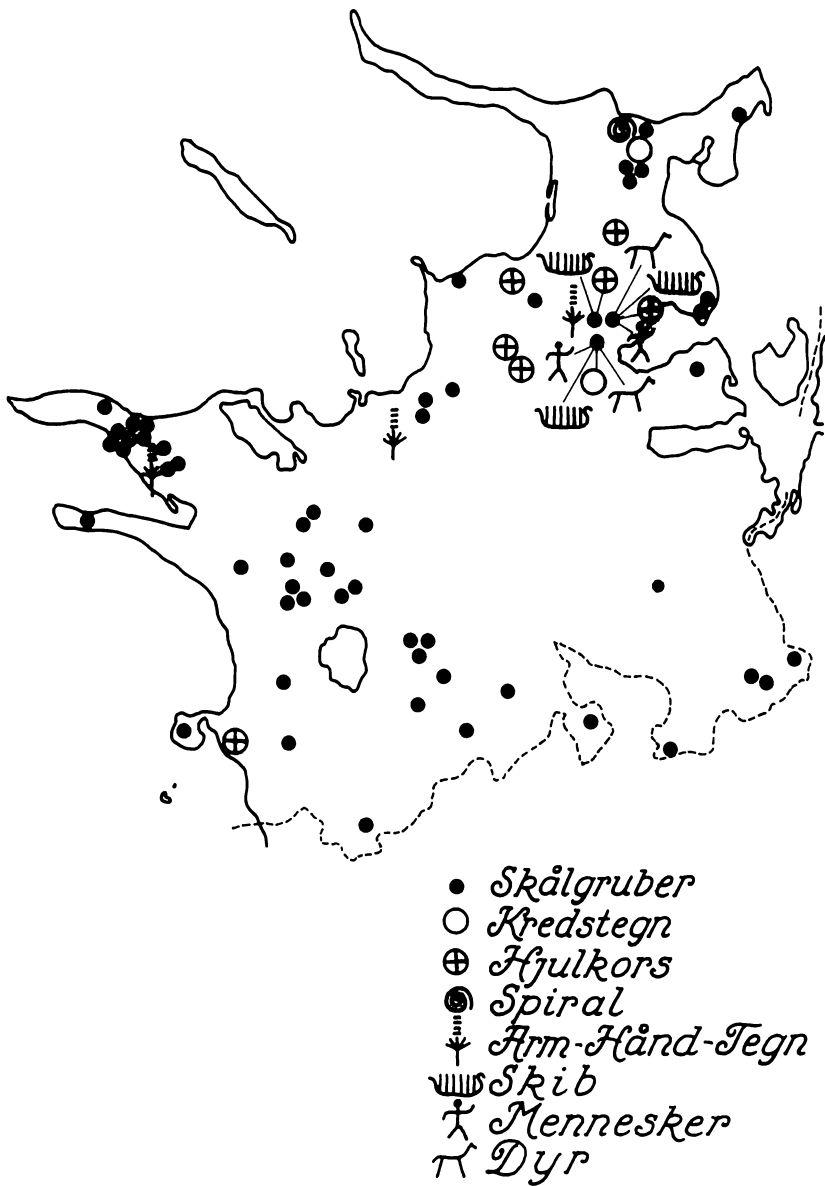 Skålgruber
Kredstegn
Hjulkors
Spiral
Arm-Hånd-Tegn
Skib
Mennesker
Dyr